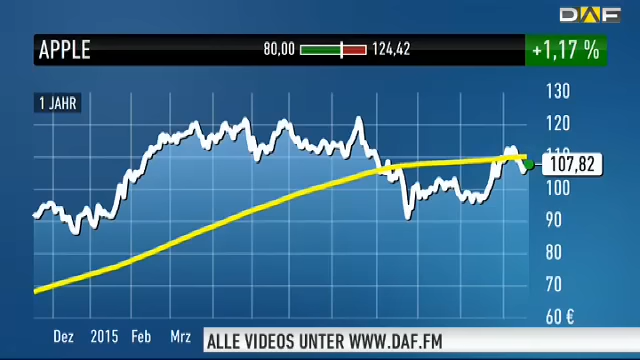 DAF
APPLE 80,00 124,42 +1,17 %
1 JAHR
130
120
107,82
100
90
80
70
60 €
Dez 2015 Feb Mrz
ALLE VIDEOS UNTER WWW.DAF.FM